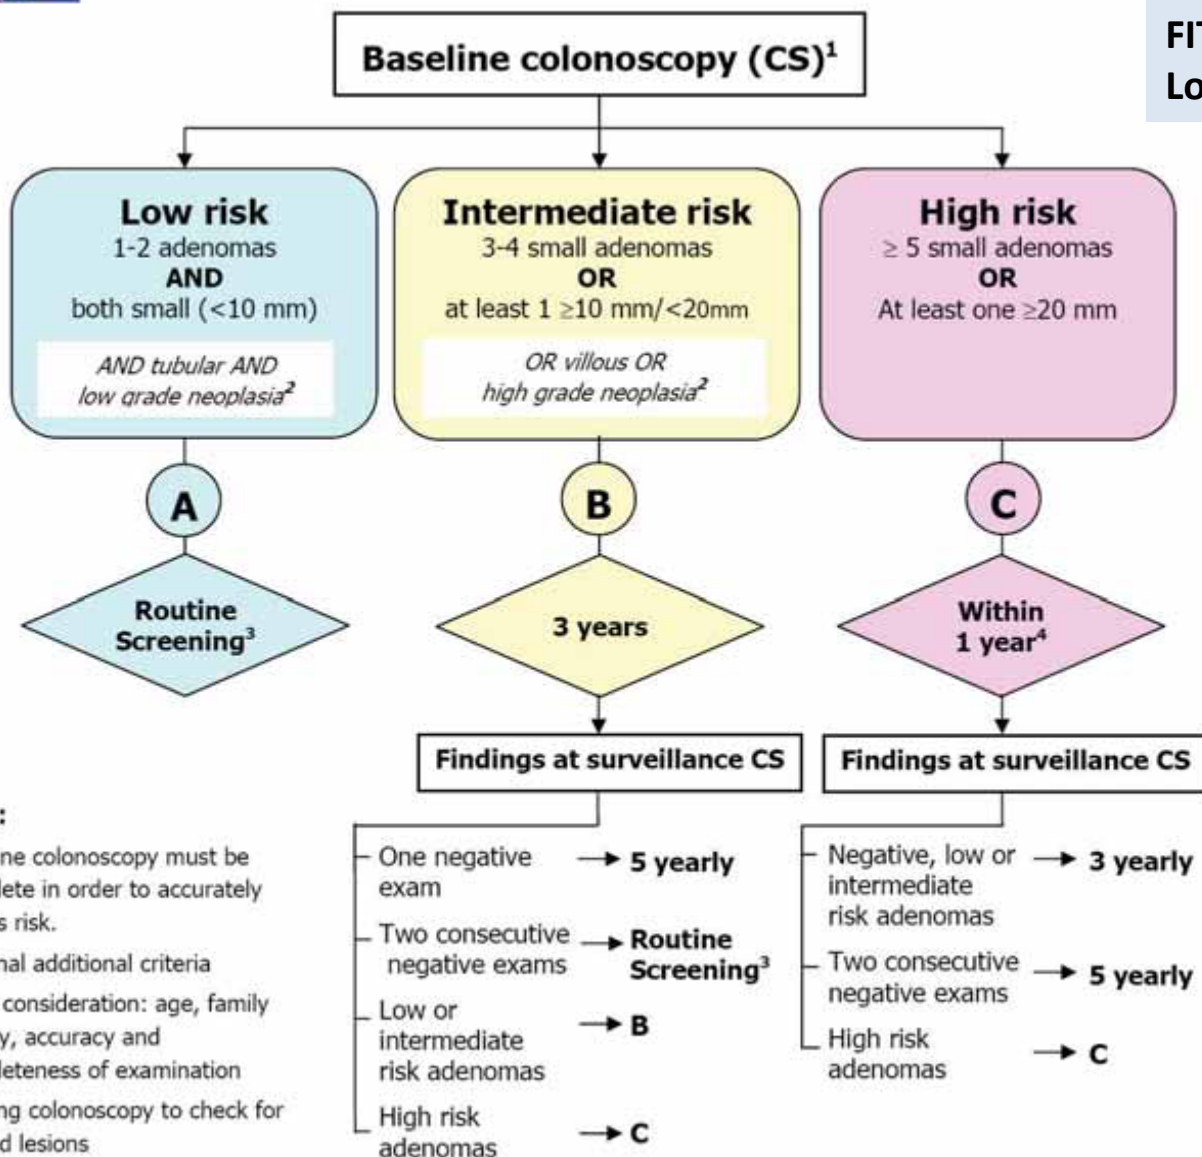 FIT
Lo
Baseline colonoscopy (CS)¹
Low risk
1-2 adenomas
AND
both small (<10 mm)
AND tubular AND
low grade neoplasia²
Intermediate risk
3-4 small adenomas
OR
at least 1 ≥10 mm/<20mm
OR villous OR
high grade neoplasia²
High risk
≥ 5 small adenomas
OR
At least one ≥20 mm
A
B
C
Routine
Screening³
3 years
Within
1 year⁴
Findings at surveillance CS
One negative
exam
5 yearly
Two consecutive
negative exams
Routine
Screening³
Low or
intermediate
risk adenomas
B
High risk
adenomas
C
Findings at surveillance CS
Negative, low or
intermediate
risk adenomas
3 yearly
Two consecutive
negative exams
5 yearly
High risk
adenomas
C
:
ne colonoscopy must be
lete in order to accurately
s risk.
nal additional criteria
consideration: age, family
y, accuracy and
leteness of examination
ng colonoscopy to check for
d lesions